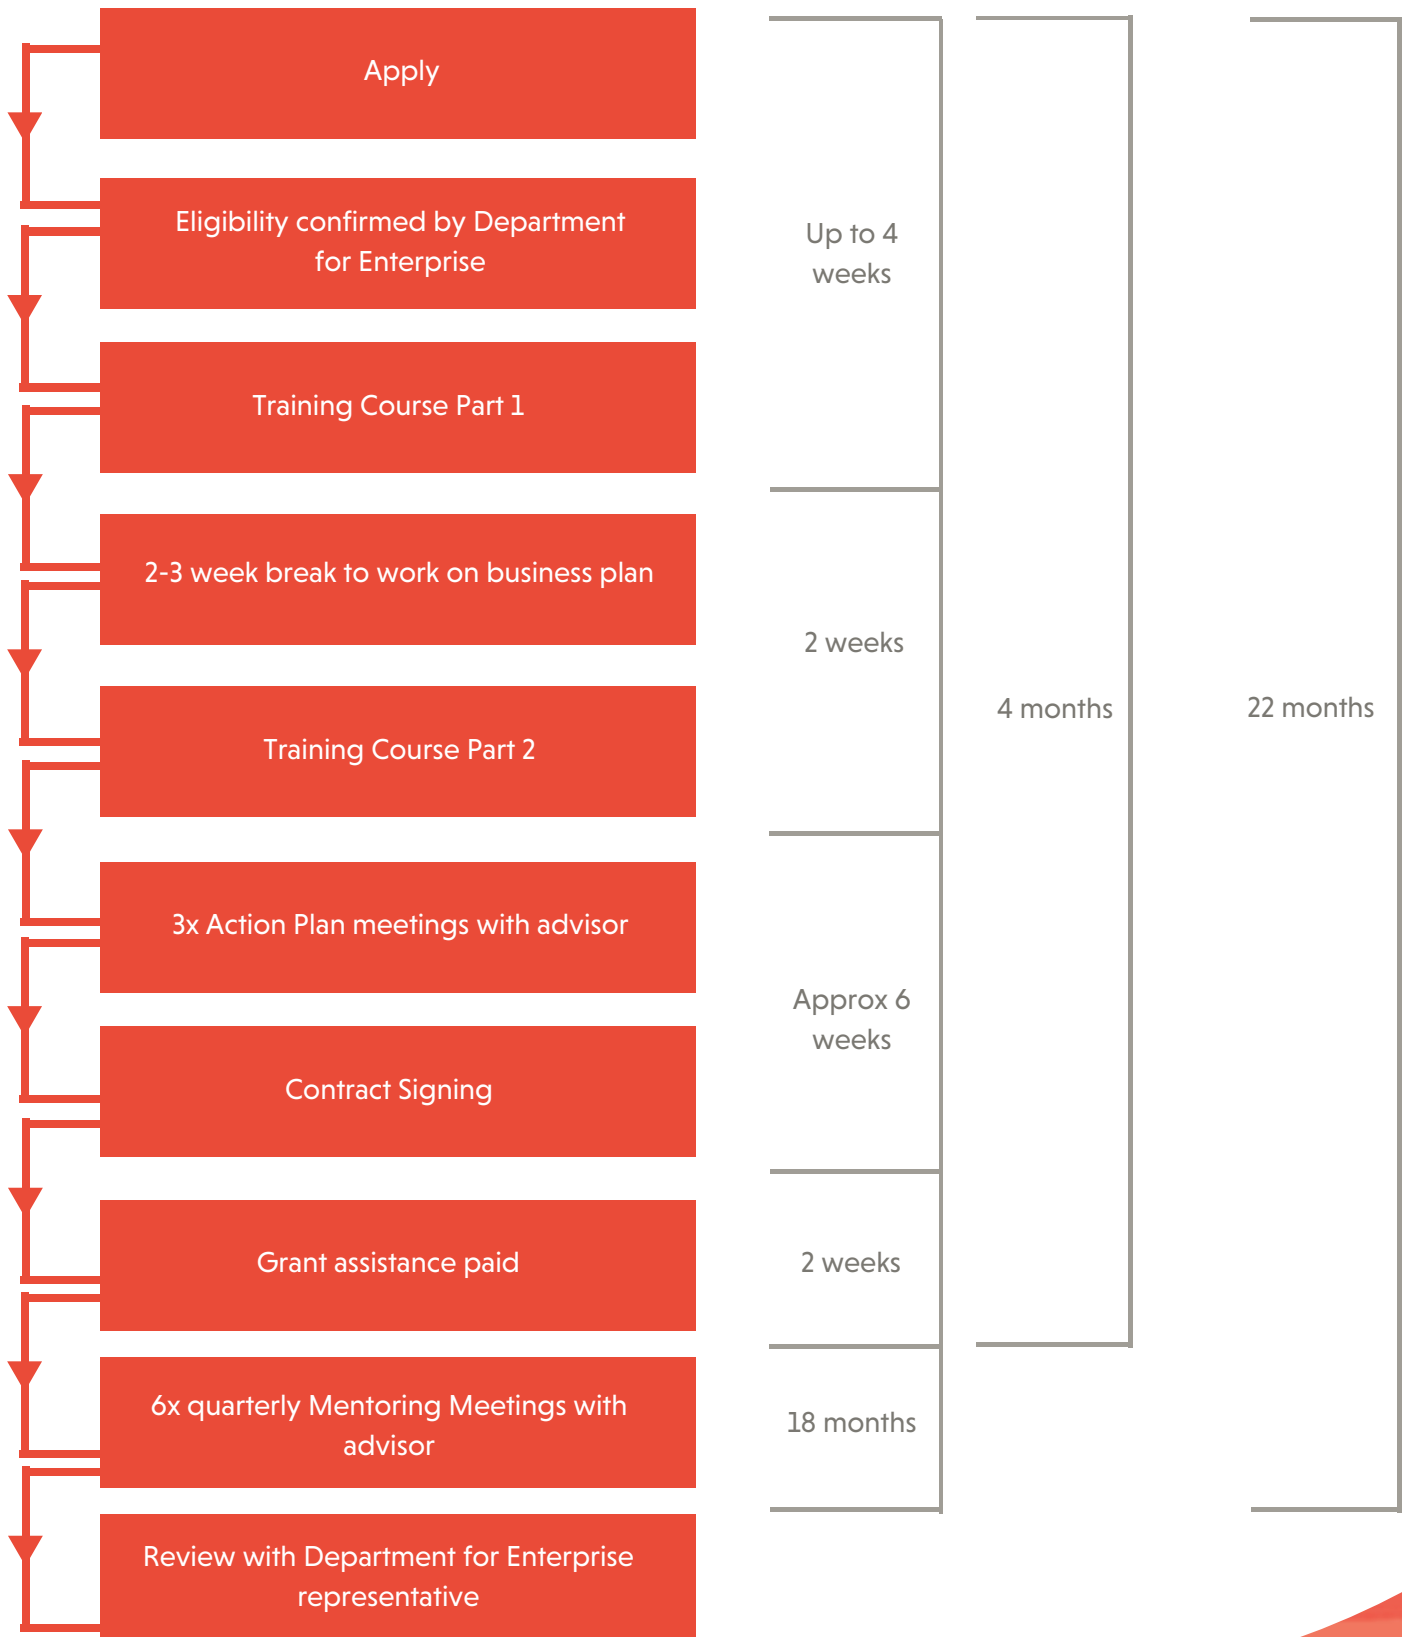 Apply
Eligibility confirmed by Department
for Enterprise
Training Course Part 1
2-3 week break to work on business plan
Training Course Part 2
3x Action Plan meetings with advisor
Contract Signing
Grant assistance paid
6x quarterly Mentoring Meetings with
advisor
Review with Department for Enterprise
representative
Up to 4
weeks
2 weeks
Approx 6
weeks
2 weeks
18 months
4 months
22 months